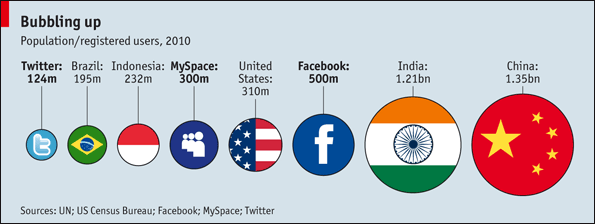 Bubbling up
Population/registered users, 2010
Twitter:
124m
Brazil:
195m
Indonesia:
232m
MySpace:
300m
United
States:
310m
Facebook:
500m
India:
1.21bn
China:
1.35bn
t
f
Sources: UN; US Census Bureau; Facebook; MySpace; Twitter